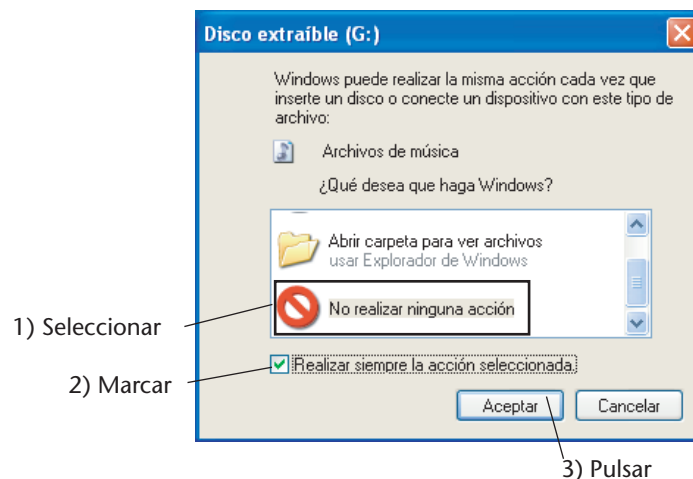 Disco extraíble (G:)
Windows puede realizar la misma acción cada vez que
inserte un disco o conecte un dispositivo con este tipo de
archivo:
Archivos de música
¿Qué desea que haga Windows?
Abrir carpeta para ver archivos
usar Explorador de Windows
No realizar ninguna acción
1) Seleccionar
Realizar siempre la acción seleccionada.
2) Marcar
Aceptar
Cancelar
3) Pulsar